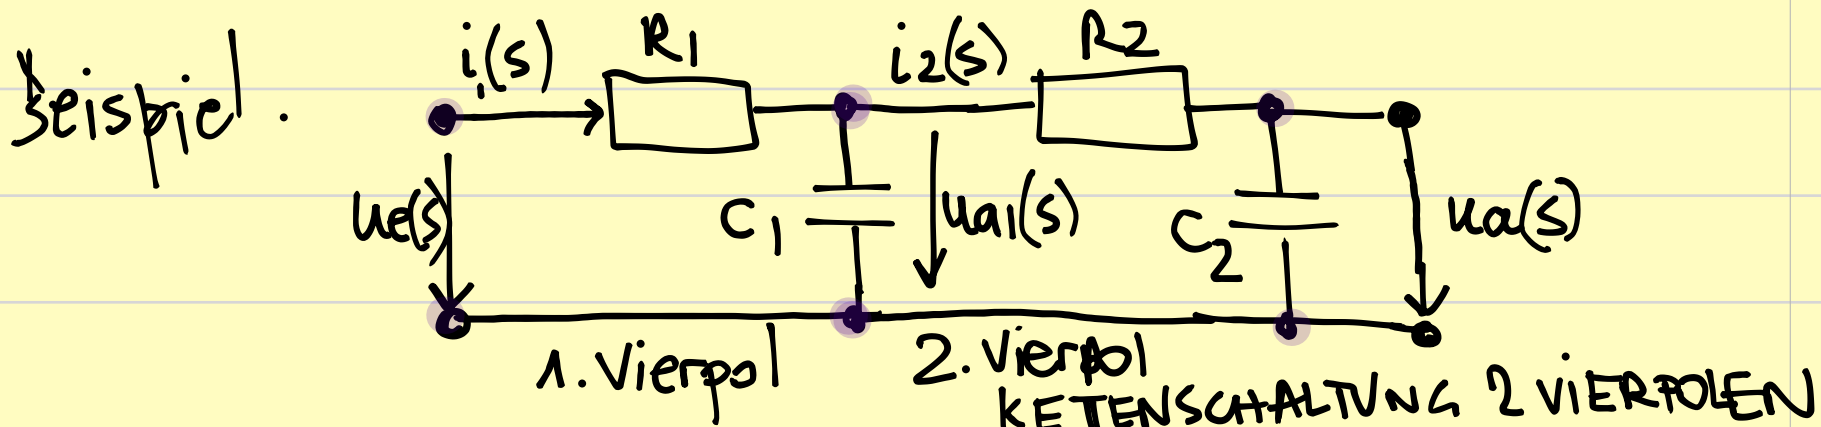 Beispiel.
i1(s) R1 i2(s) R2
ue(s) C1 ua1(s) C2 ua(s)
1. Vierpol 2. Vierpol
KETENSCHALTUNG 2 VIERPOLEN